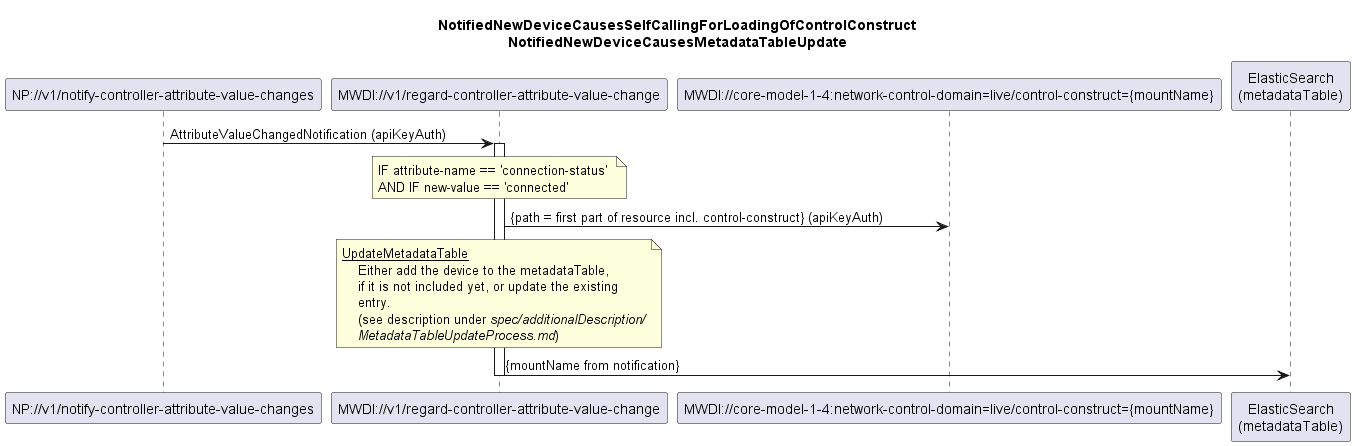 NotifiedNewDeviceCausesSelfCallingForLoadingOfControlConstruct
NotifiedNewDeviceCausesMetadataTableUpdate
NP://v1/notify-controller-attribute-value-changes
MWDI://v1/regard-controller-attribute-value-change
MWDI://core-model-1-4:network-control-domain=live/control-construct={mountName}
ElasticSearch
(metadataTable)
AttributeValueChangedNotification (apiKeyAuth)
IF attribute-name == 'connection-status'
AND IF new-value == 'connected'
{path = first part of resource incl. control-construct} (apiKeyAuth)
UpdateMetadataTable
Either add the device to the metadataTable,
if it is not included yet, or update the existing
entry.
(see description under spec/additionalDescription/
MetadataTableUpdateProcess.md)
{mountName from notification}
NP://v1/notify-controller-attribute-value-changes
MWDI://v1/regard-controller-attribute-value-change
MWDI://core-model-1-4:network-control-domain=live/control-construct={mountName}
ElasticSearch
(metadataTable)